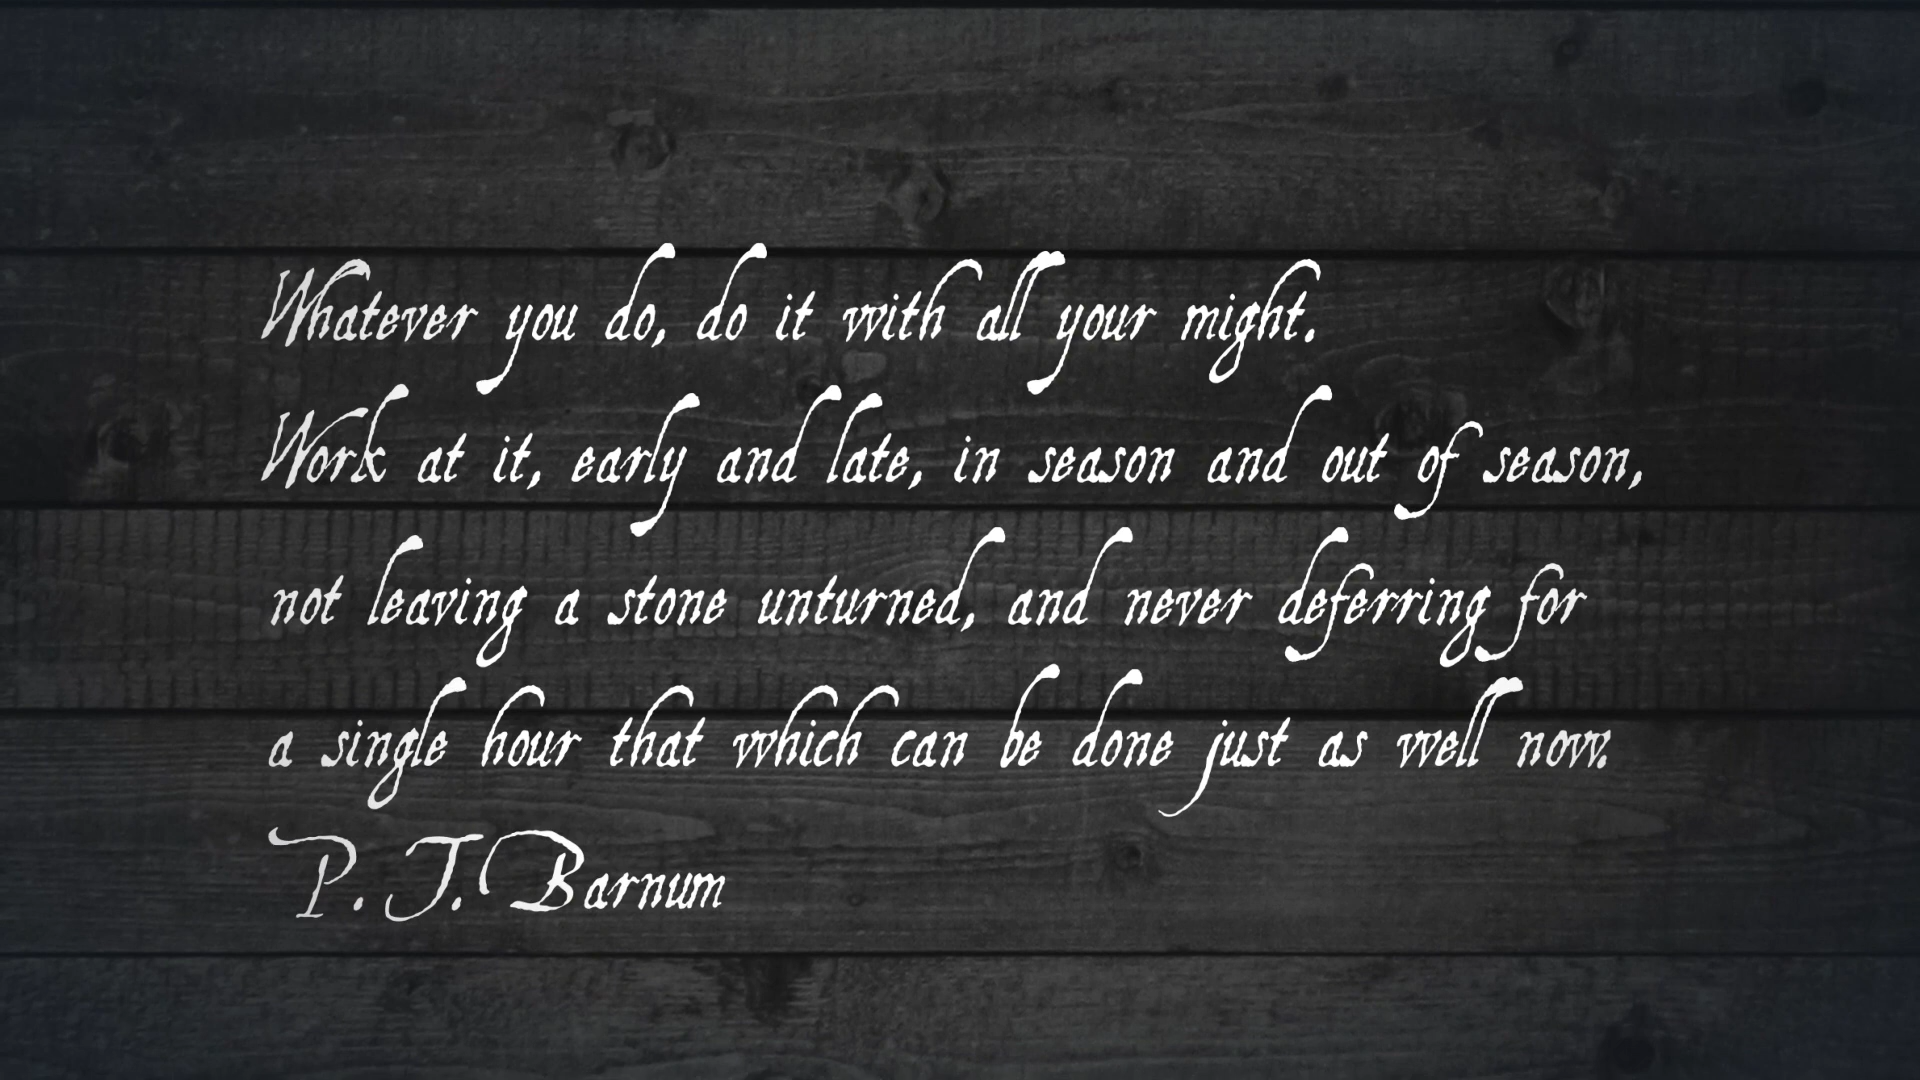 Whatever you do, do it with all your might.
Work at it, early and late, in season and out of season,
not leaving a stone unturned, and never deferring for
a single hour that which can be done just as well now.
P. T. Barnum